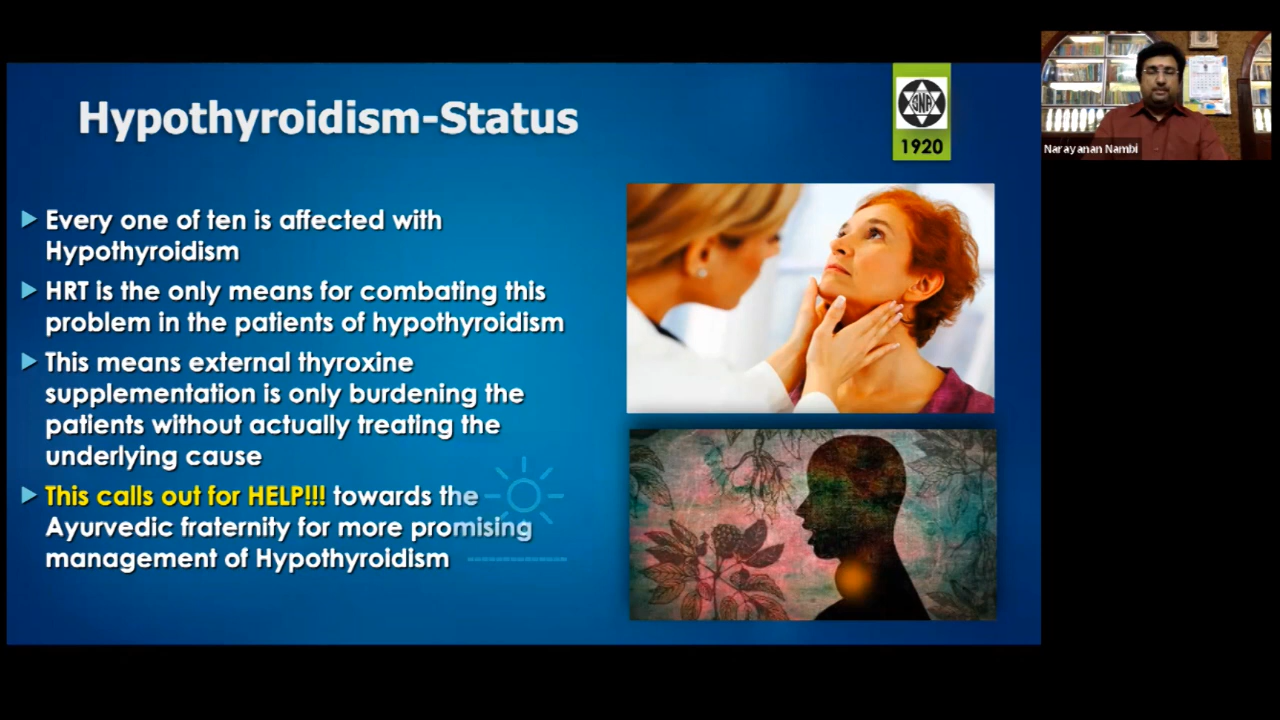 Hypothyroidism-Status
SNA
1920
Narayanan Nambi
Every one of ten is affected with
Hypothyroidism
HRT is the only means for combating this
problem in the patients of hypothyroidism
This means external thyroxine
supplementation is only burdening the
patients without actually treating the
underlying cause
This calls out for HELP!!! towards the
Ayurvedic fraternity for more promising
management of Hypothyroidism